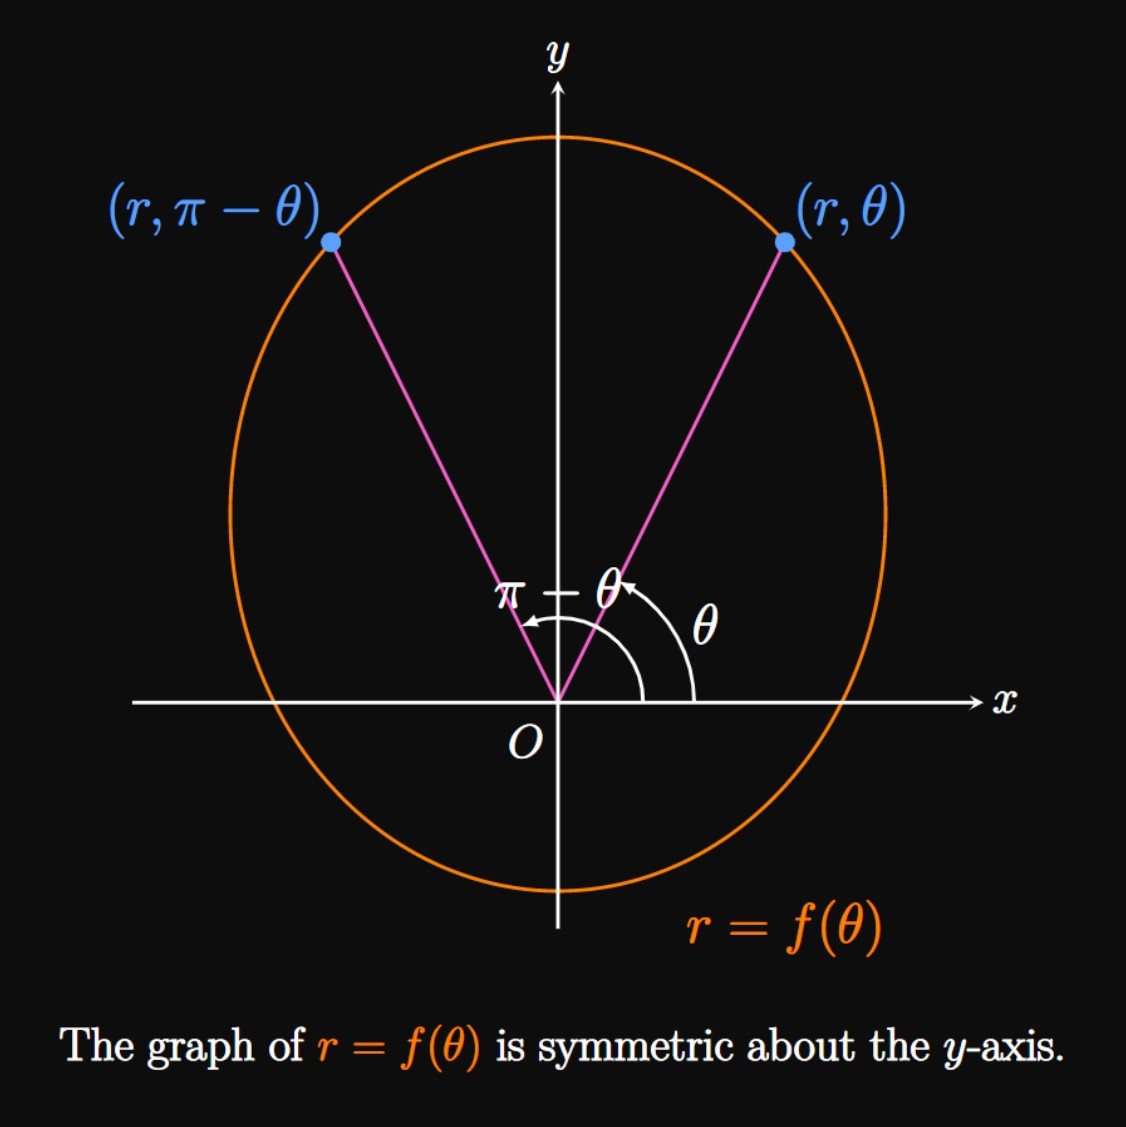 y
(r, π − θ)
(r, θ)
π − θ
θ
x
O
r = f(θ)
The graph of r = f(θ) is symmetric about the y-axis.